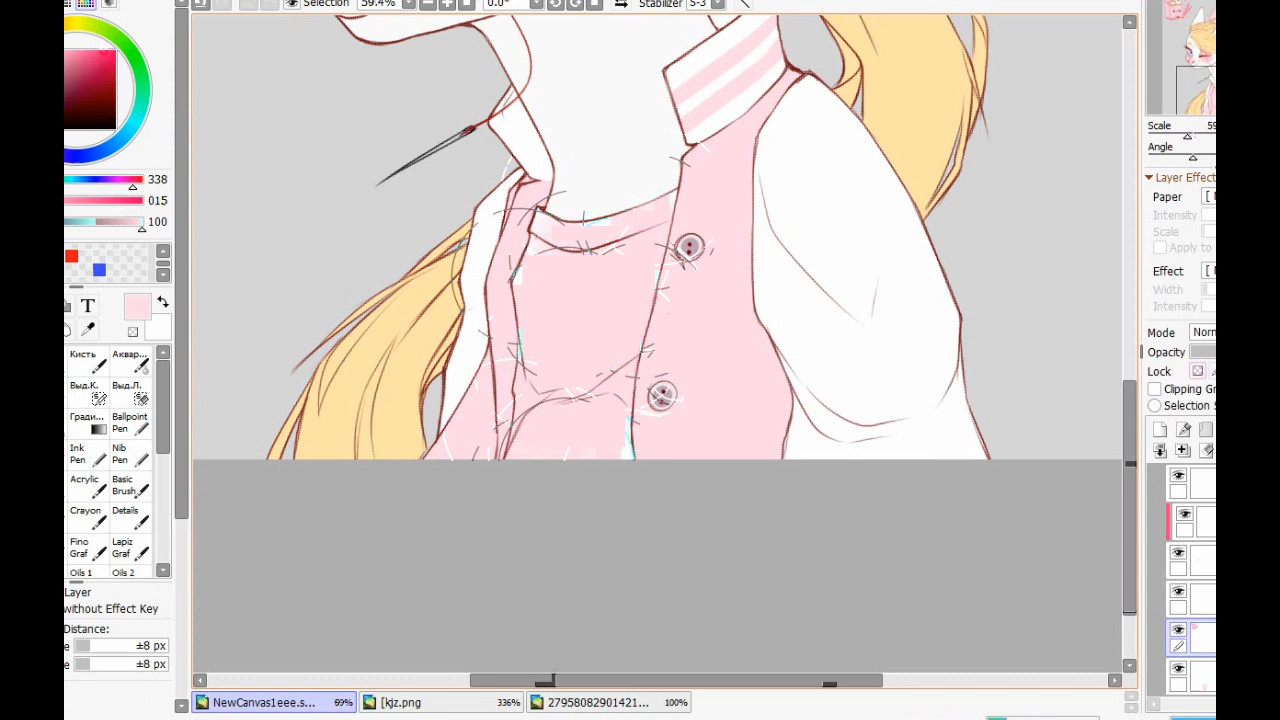 Selection 59.4% 0.0° Stabilizer S-3
Scale
Angle
338
015
100
Layer Effec
Paper
Intensity
Scale
Apply to
Effect
Width
Intensity
T
Кисть Аквар...
Выд.К. Выд.Л.
Гради... Ballpoint Pen
Ink Pen Nib Pen
Acrylic Basic Brush
Crayon Details
Fino Graf Lapiz Graf
Oils 1 Oils 2
Mode Norn
Opacity
Lock
Clipping Gr
Selection
Layer
without Effect Key
Distance:
±8 px
±8 px
NewCanvas1eee.s... 69% [kjz.png 336% 27958082901421... 100%